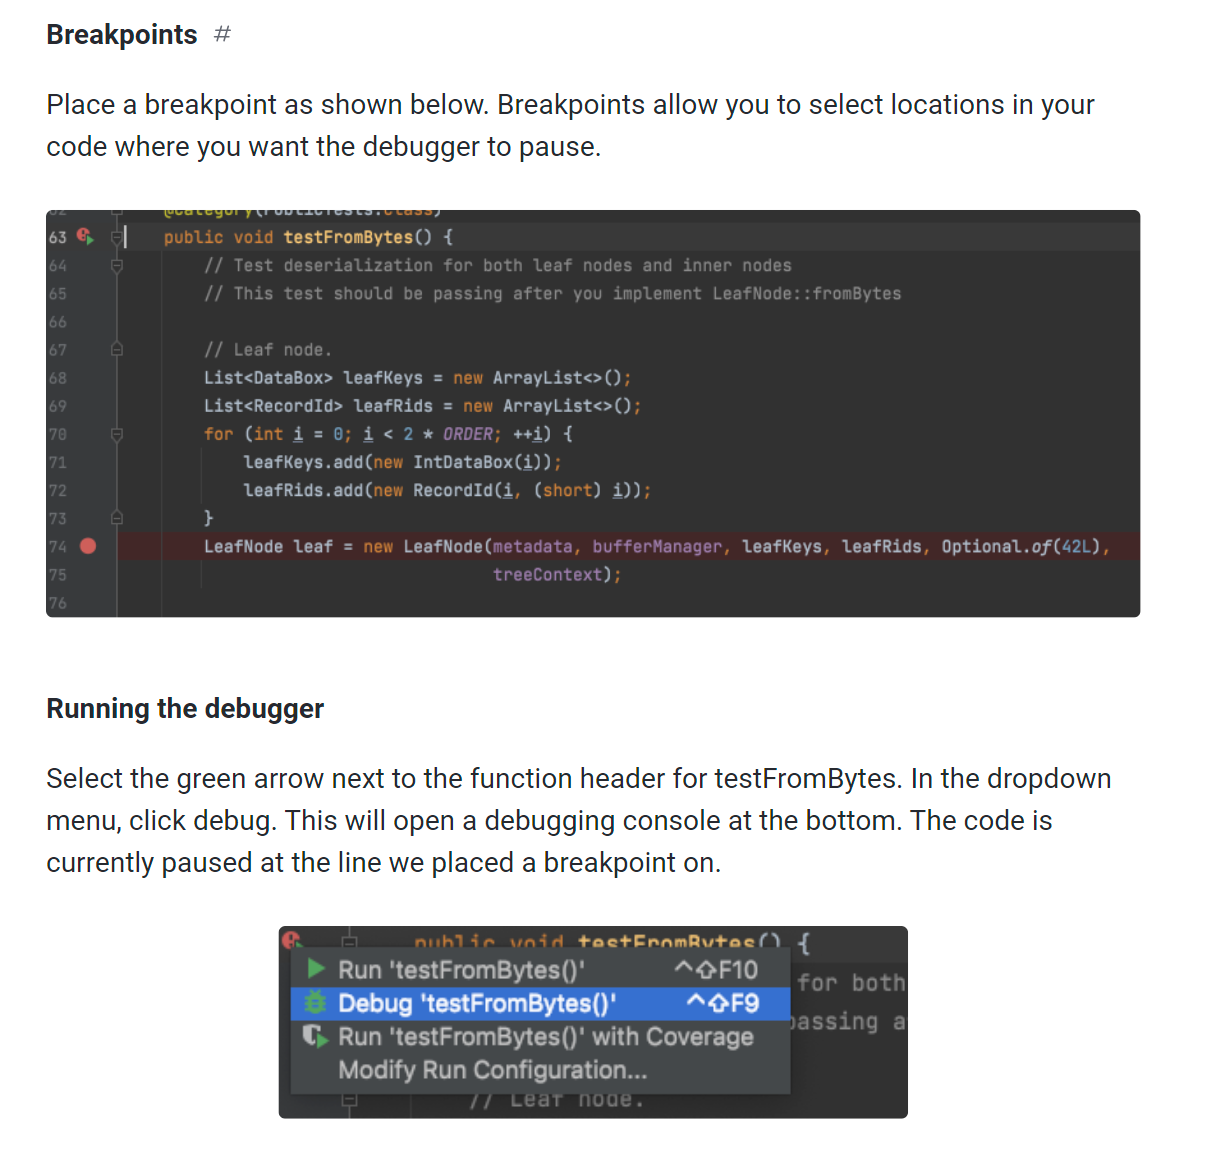 Breakpoints #
Place a breakpoint as shown below. Breakpoints allow you to select locations in your
code where you want the debugger to pause.
62 @Category(PublicTests.class)
63 public void testFromBytes() {
64 // Test deserialization for both leaf nodes and inner nodes
65 // This test should be passing after you implement LeafNode::fromBytes
66
67 // Leaf node.
68 List<DataBox> leafKeys = new ArrayList<>();
69 List<RecordId> leafRids = new ArrayList<>();
70 for (int i = 0; i < 2 * ORDER; ++i) {
71 leafKeys.add(new IntDataBox(i));
72 leafRids.add(new RecordId(i, (short) i));
73 }
74 LeafNode leaf = new LeafNode(metadata, bufferManager, leafKeys, leafRids, Optional.of(42L),
75 treeContext);
76
Running the debugger
Select the green arrow next to the function header for testFromBytes. In the dropdown
menu, click debug. This will open a debugging console at the bottom. The code is
currently paused at the line we placed a breakpoint on.
public void testFromBytes() {
Run 'testFromBytes()' ^⇧F10
for both
Debug 'testFromBytes()' ^⇧F9
passing a
Run 'testFromBytes()' with Coverage
Modify Run Configuration...
// Leaf node.